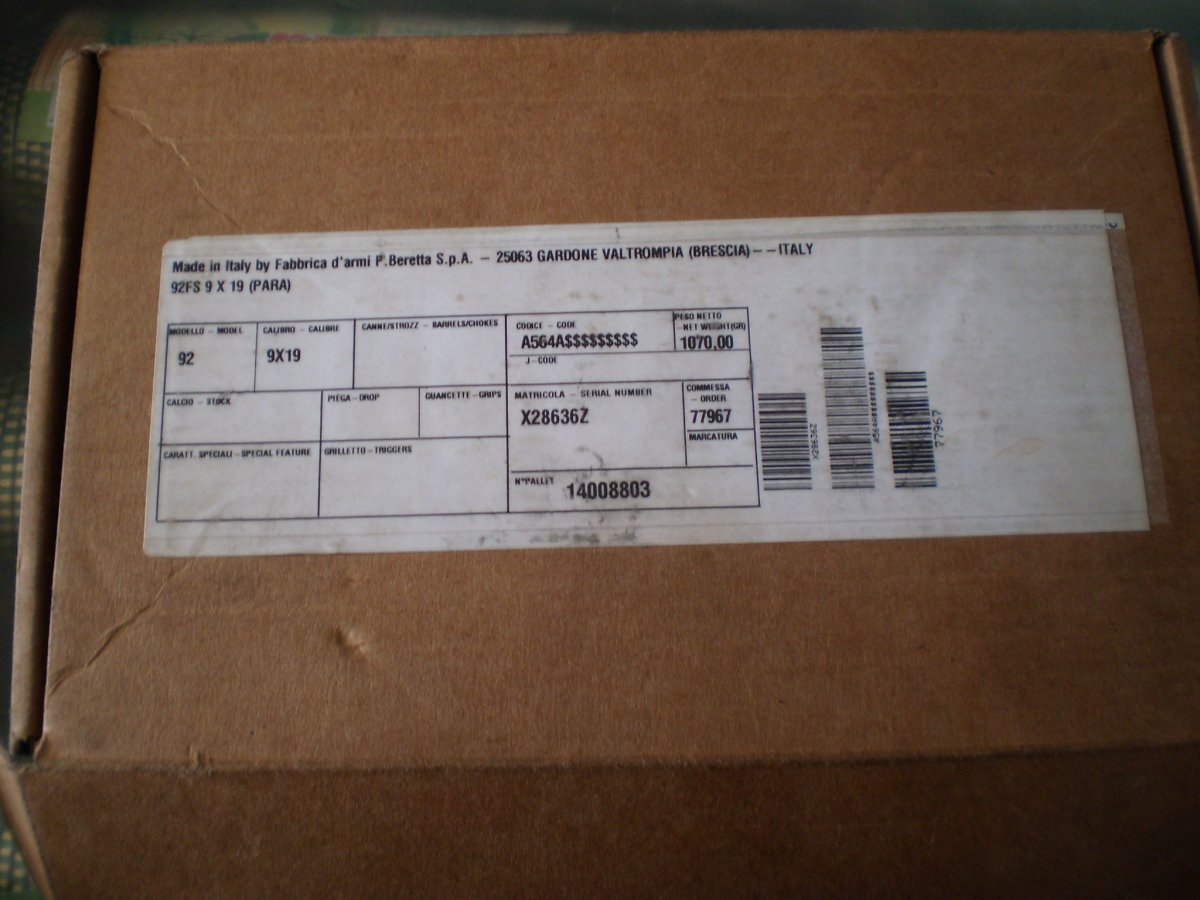 Made in Italy by Fabbrica d'armi P.Beretta S.p.A. – 25063 GARDONE VALTROMPIA (BRESCIA) – – ITALY
92FS 9 X 19 (PARA)
MODELLO – MODEL
92
CALIBRO – CALIBRE
9X19
CANNE/STROZZ – BARRELS/CHOKES
CODICE – CODE
A564A$$$$$$$$$
PESO NETTO
– NET WEIGHT(GR)
1070,00
J – CODE
CALCIO – STOCK
PIEGA – DROP
GUANCETTE – GRIPS
MATRICOLA – SERIAL NUMBER
X28636Z
COMMESSA
– ORDER
77967
MARCATURA
CARATT. SPECIALI – SPECIAL FEATURE
GRILLETTO – TRIGGERS
N°PALLET
14008803
X28636Z
A564A$$$$$$$$$
77967